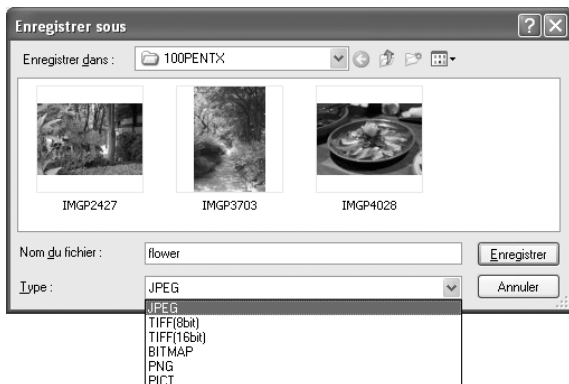 Enregistrer sous
Enregistrer dans :
100PENTX
IMGP2427
IMGP3703
IMGP4028
Nom du fichier :
flower
Enregistrer
Type :
JPEG
Annuler
JPEG
TIFF(8bit)
TIFF(16bit)
BITMAP
PNG
PICT